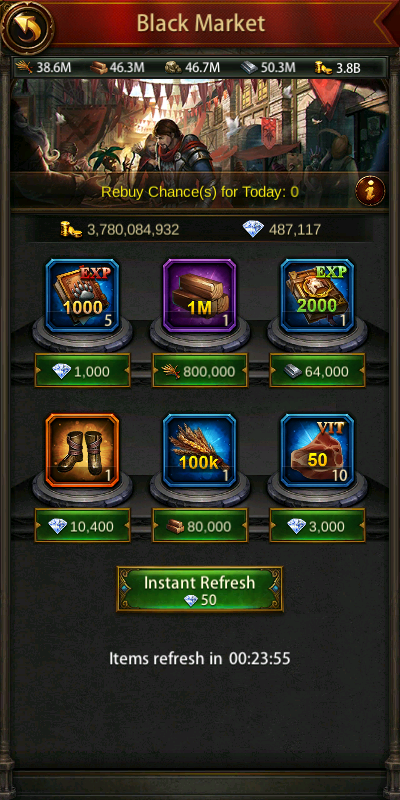 Black Market
38.6M 46.3M 46.7M 50.3M 3.8B
Rebuy Chance(s) for Today: 0
i
3,780,084,932 487,117
EXP 1000 5
1M 1
EXP 2000 1
1,000 800,000 64,000
1
100k 1
VIT 50 10
10,400 80,000 3,000
Instant Refresh
50
Items refresh in 00:23:55